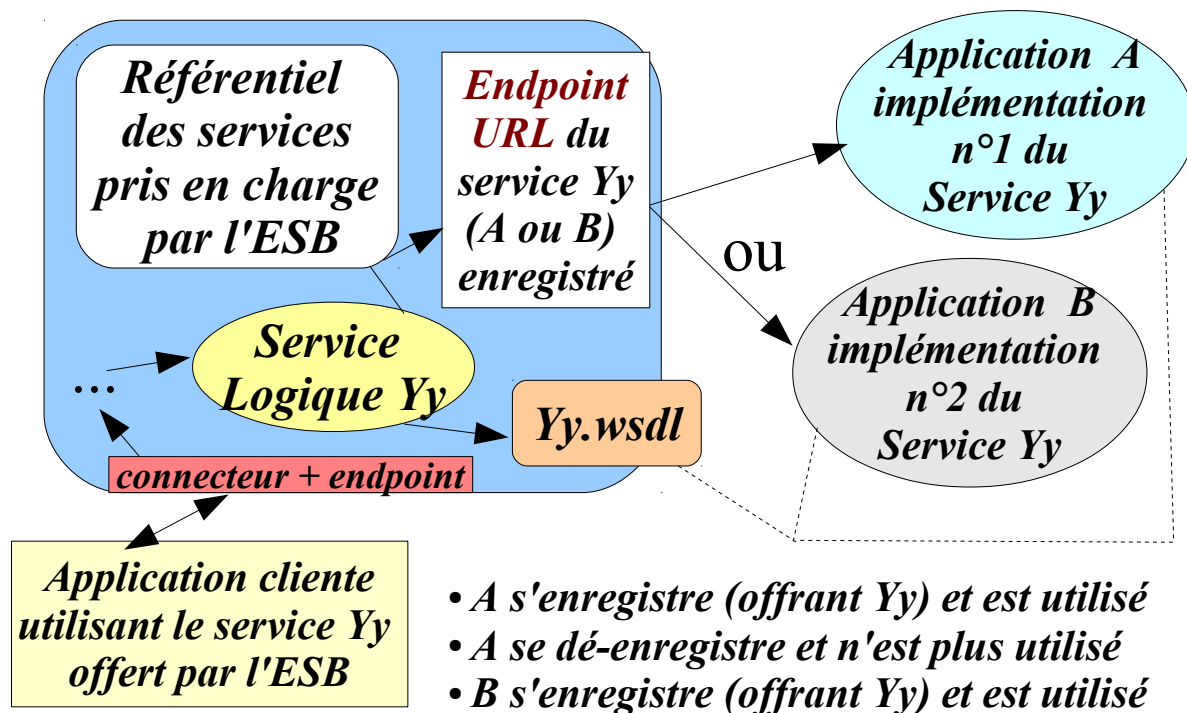 Référentiel
des services
pris en charge
par l'ESB
Endpoint
URL du
service Yy
(A ou B)
enregistré
Application A
implémentation
n°1 du
Service Yy
ou
Application B
implémentation
n°2 du
Service Yy
Service
Logique Yy
...
Yy.wsdl
connecteur + endpoint
Application cliente
utilisant le service Yy
offert par l'ESB
• A s'enregistre (offrant Yy) et est utilisé
• A se dé-enregistre et n'est plus utilisé
• B s'enregistre (offrant Yy) et est utilisé